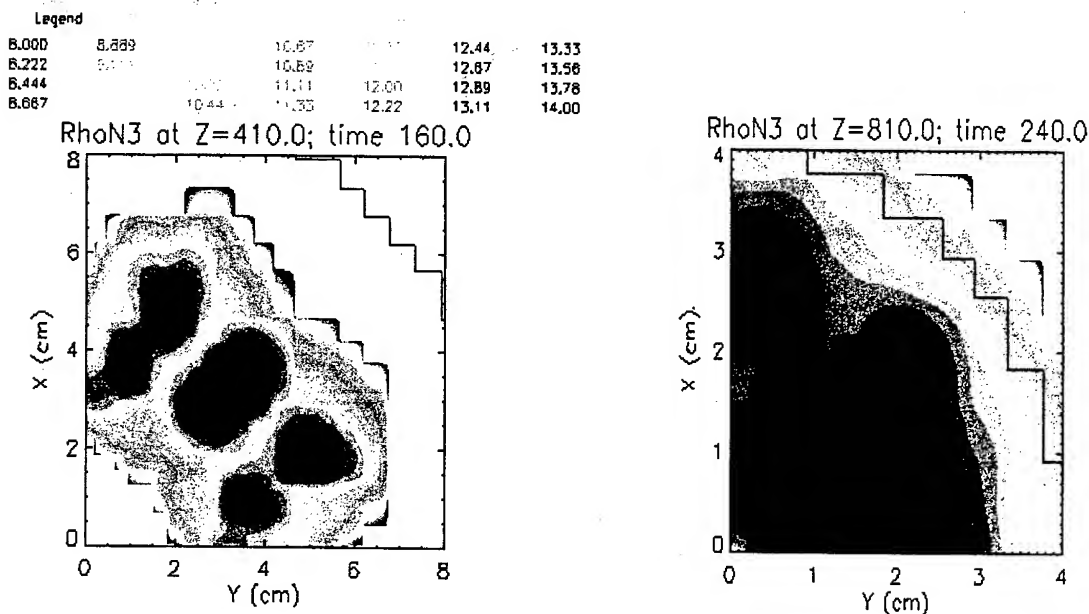 Legend
8.000 8.889 10.67 12.44 13.33
8.222 10.89 12.67 13.56
8.444 11.11 12.00 12.89 13.78
8.667 10.44 11.33 12.22 13.11 14.00
RhoN3 at Z=410.0; time 160.0
8
6
4
2
0
X (cm)
0 2 4 6 8
Y (cm)
RhoN3 at Z=810.0; time 240.0
4
3
2
1
0
X (cm)
0 1 2 3 4
Y (cm)